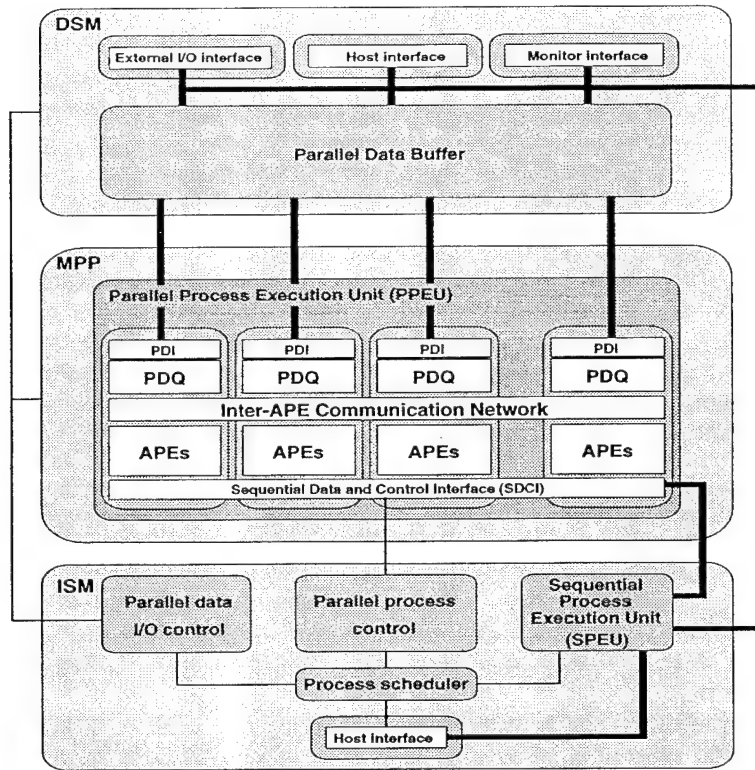 DSM
External I/O interface
Host interface
Monitor interface
Parallel Data Buffer
MPP
Parallel Process Execution Unit (PPEU)
PDI
PDI
PDI
PDI
PDQ
PDQ
PDQ
PDQ
Inter-APE Communication Network
APEs
APEs
APEs
APEs
Sequential Data and Control Interface (SDCI)
ISM
Parallel data
I/O control
Parallel process
control
Sequential
Process
Execution Unit
(SPEU)
Process scheduler
Host Interface